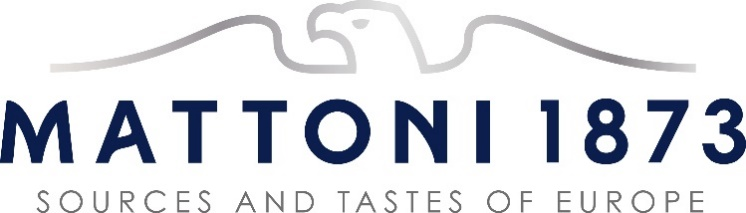 MATTONI 1873
SOURCES AND TASTES OF EUROPE